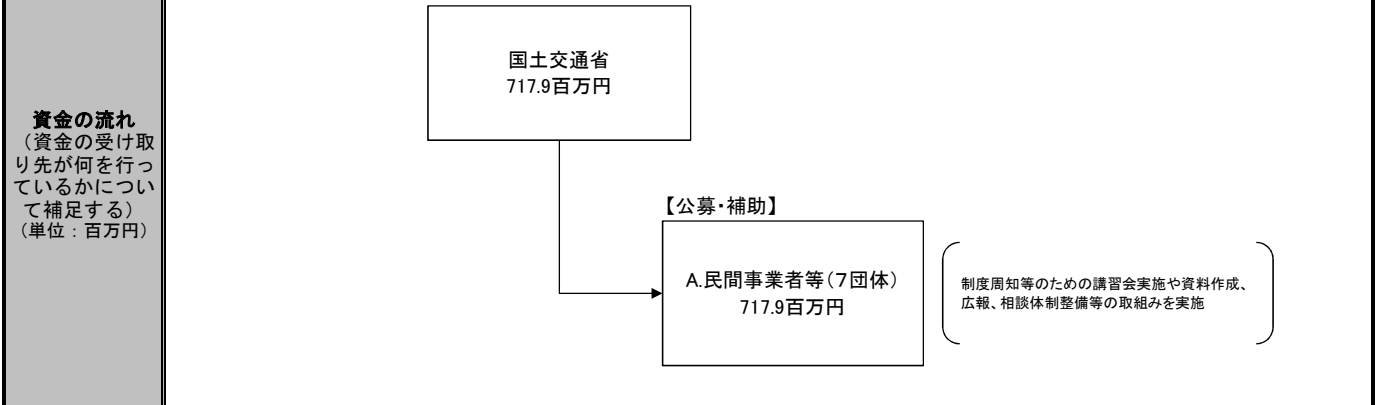 資金の流れ
（資金の受け取
り先が何を行っ
ているかについ
て補足する）
（単位：百万円）
国土交通省
717.9百万円
【公募・補助】
A.民間事業者等（７団体）
717.9百万円
制度周知等のための講習会実施や資料作成、
広報、相談体制整備等の取組みを実施